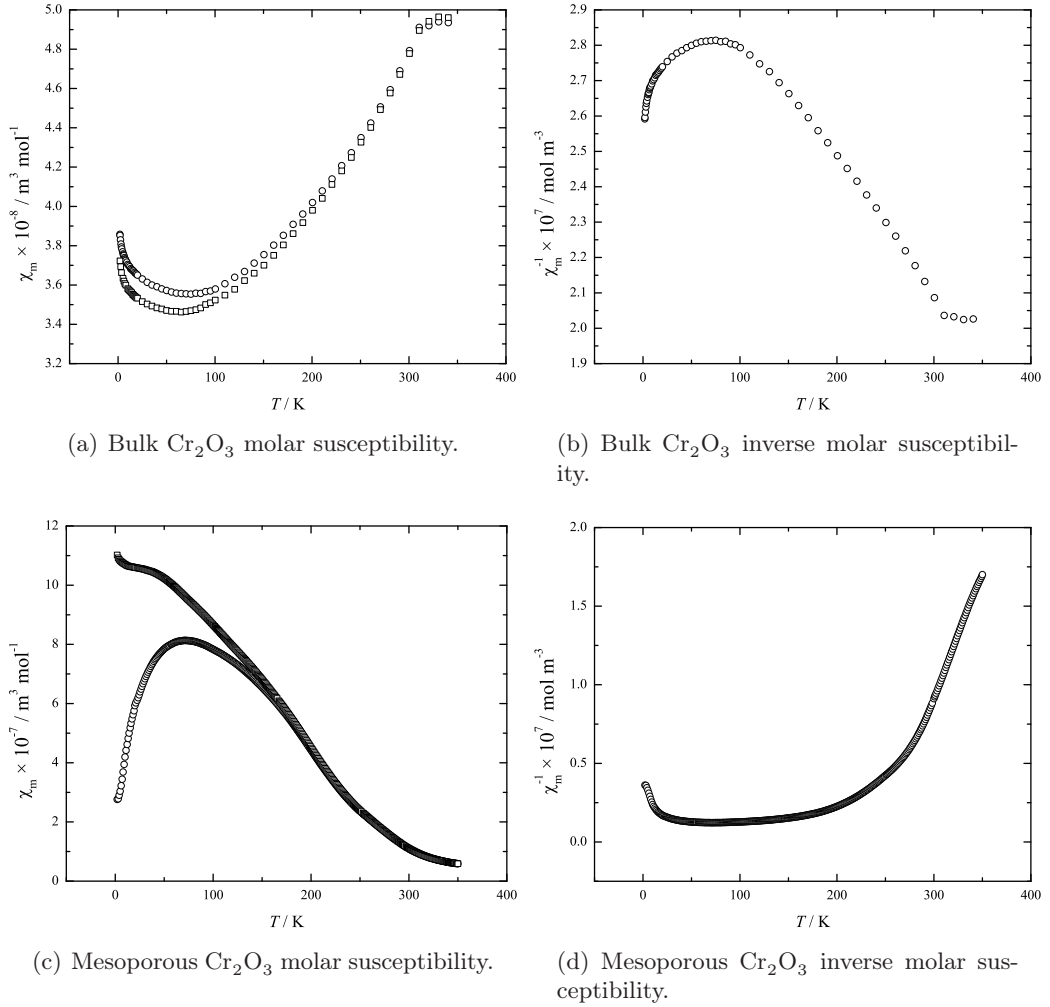 5.0
4.8
4.6
4.4
4.2
4.0
3.8
3.6
3.4
3.2
χm × 10-8 / m3 mol-1
0 100 200 300 400
T / K
(a) Bulk Cr2O3 molar susceptibility.
2.9
2.8
2.7
2.6
2.5
2.4
2.3
2.2
2.1
2.0
1.9
χm-1 × 107 / mol m-3
0 100 200 300 400
T / K
(b) Bulk Cr2O3 inverse molar susceptibil-
ity.
12
10
8
6
4
2
0
χm × 10-7 / m3 mol-1
0 100 200 300 400
T / K
(c) Mesoporous Cr2O3 molar susceptibility.
2.0
1.5
1.0
0.5
0.0
χm-1 × 107 / mol m-3
0 100 200 300 400
T / K
(d) Mesoporous Cr2O3 inverse molar sus-
ceptibility.